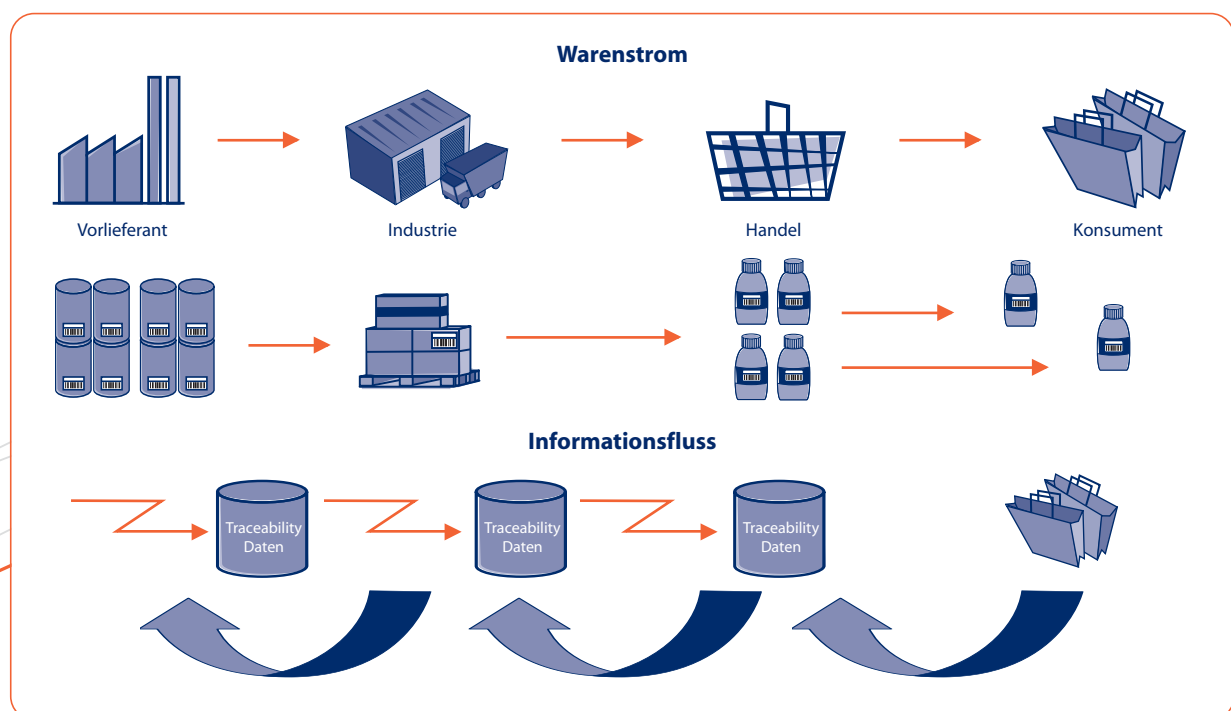 Warenstrom
Vorlieferant
Industrie
Handel
Konsument
Informationsfluss
Traceability
Daten
Traceability
Daten
Traceability
Daten